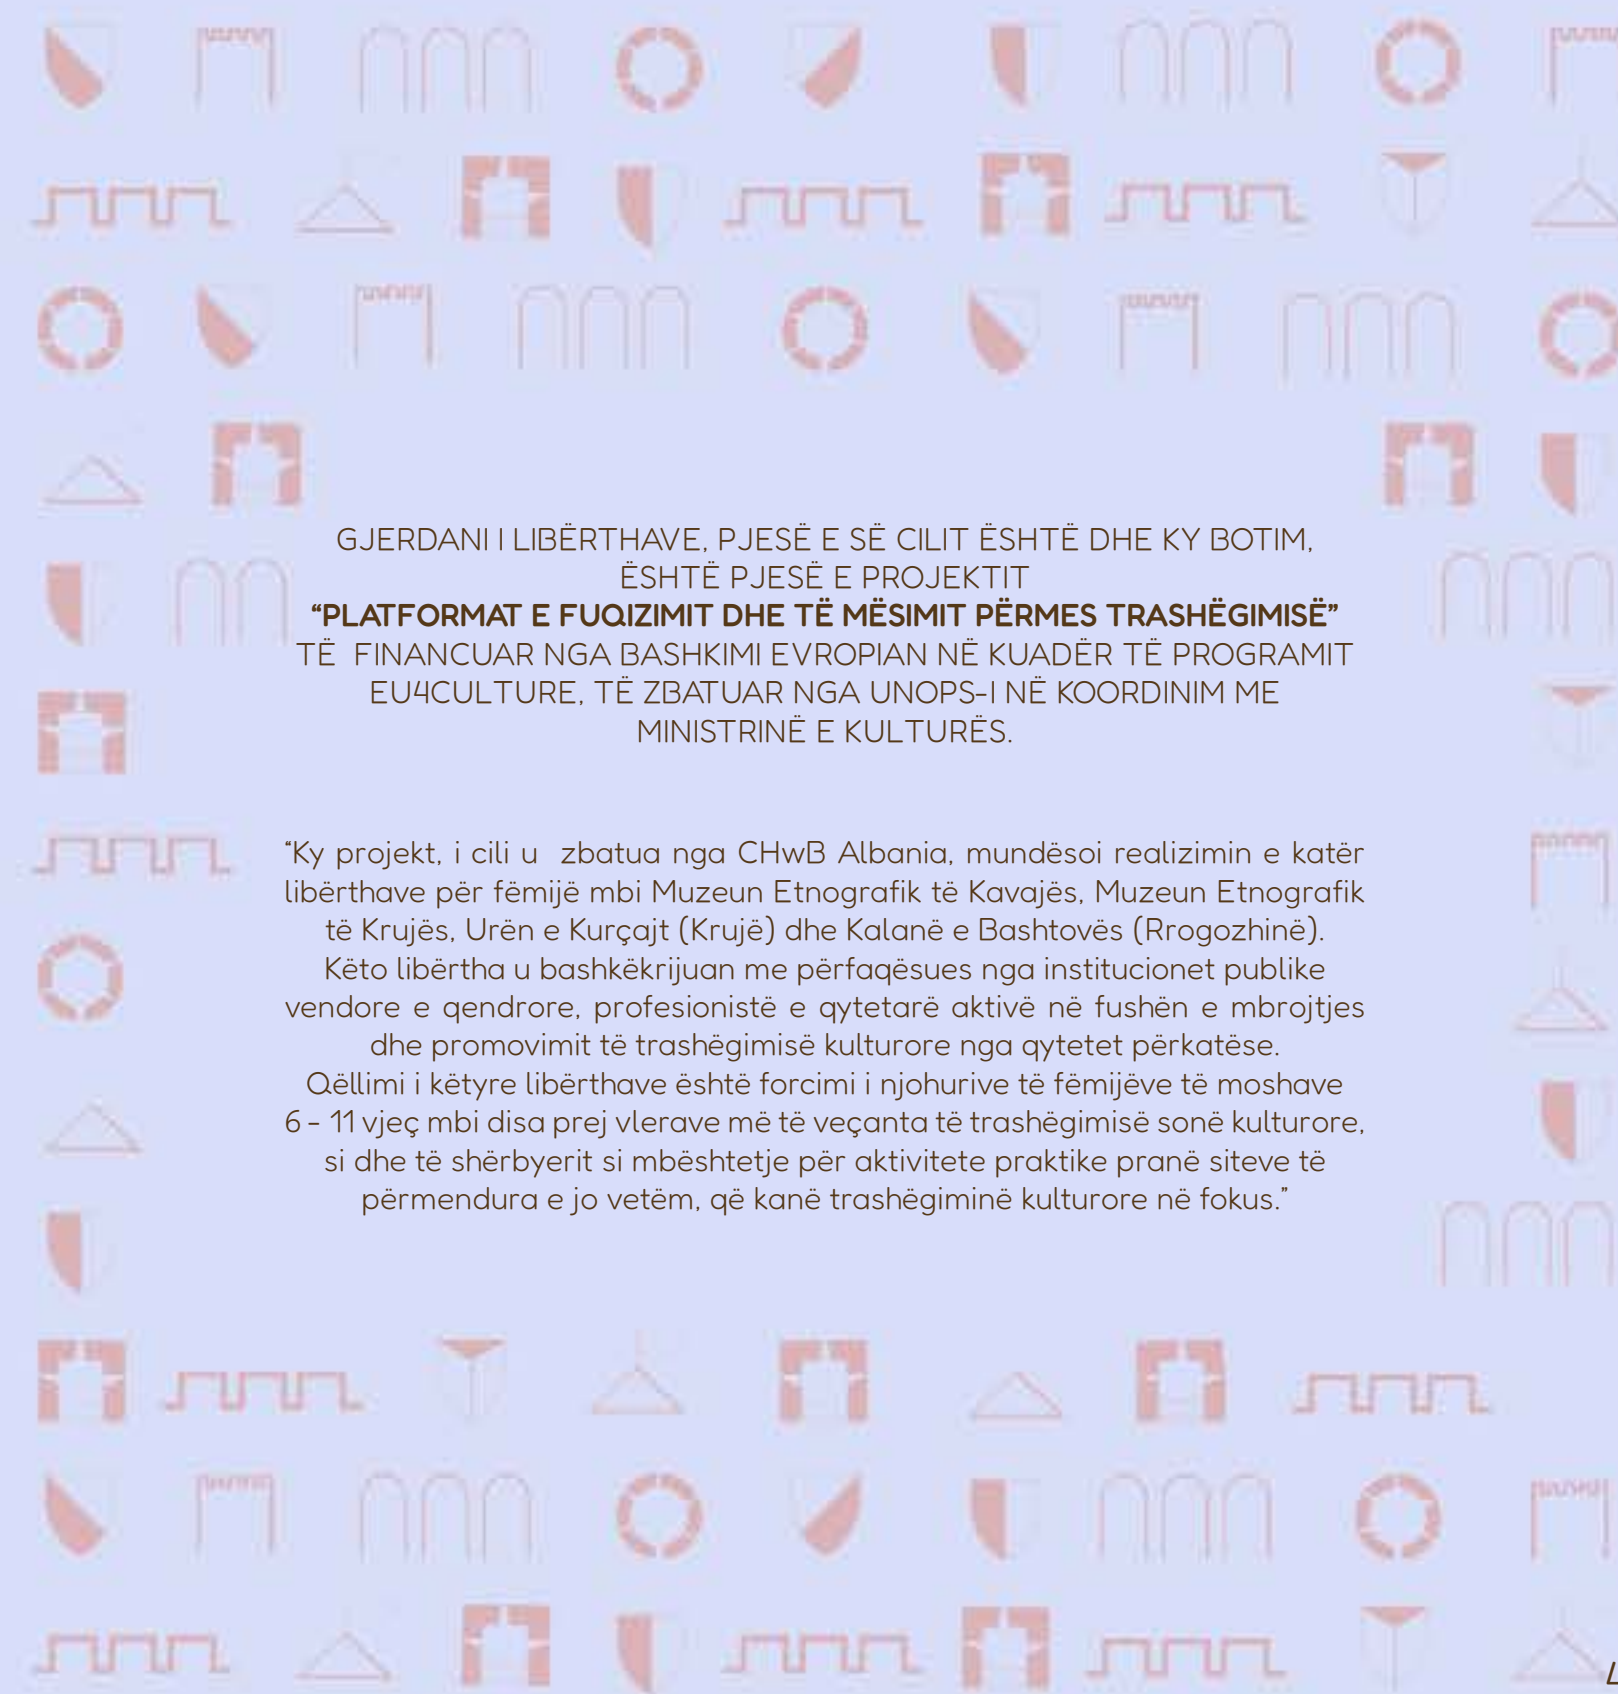 GJERDANI I LIBËRTHAVE, PJESË E SË CILIT ËSHTË DHE KY BOTIM,
ËSHTË PJESË E PROJEKTIT
“PLATFORMAT E FUQIZIMIT DHE TË MËSIMIT PËRMES TRASHËGIMISË”
TË FINANCUAR NGA BASHKIMI EVROPIAN NË KUADËR TË PROGRAMIT
EU4CULTURE, TË ZBATUAR NGA UNOPS-I NË KOORDINIM ME
MINISTRINË E KULTURËS.
“Ky projekt, i cili u zbatua nga CHwB Albania, mundësoi realizimin e katër
libërthave për fëmijë mbi Muzeun Etnografik të Kavajës, Muzeun Etnografik
të Krujës, Urën e Kurçajt (Krujë) dhe Kalanë e Bashtovës (Rrogozhinë).
Këto libërtha u bashkëkrijuan me përfaqësues nga institucionet publike
vendore e qendrore, profesionistë e qytetarë aktivë në fushën e mbrojtjes
dhe promovimit të trashëgimisë kulturore nga qytetet përkatëse.
Qëllimi i këtyre libërthave është forcimi i njohurive të fëmijëve të moshave
6 - 11 vjeç mbi disa prej vlerave më të veçanta të trashëgimisë sonë kulturore,
si dhe të shërbyerit si mbështetje për aktivitete praktike pranë siteve të
përmendura e jo vetëm, që kanë trashëgiminë kulturore në fokus.”